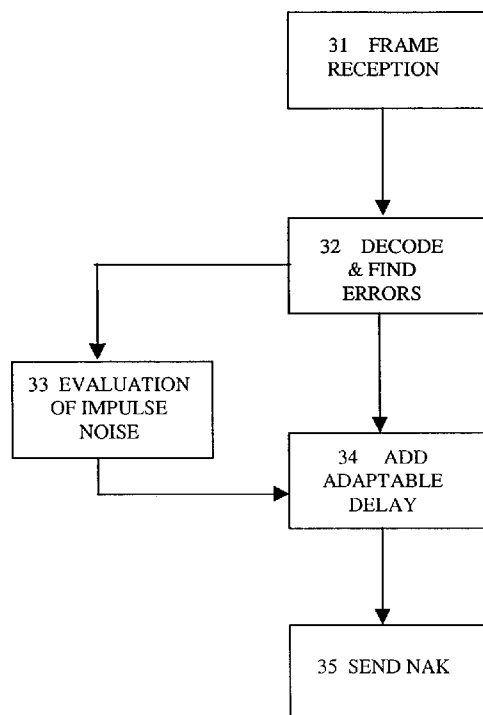 31 FRAME
RECEPTION
32 DECODE
& FIND
ERRORS
33 EVALUATION
OF IMPULSE
NOISE
34 ADD
ADAPTABLE
DELAY
35 SEND NAK